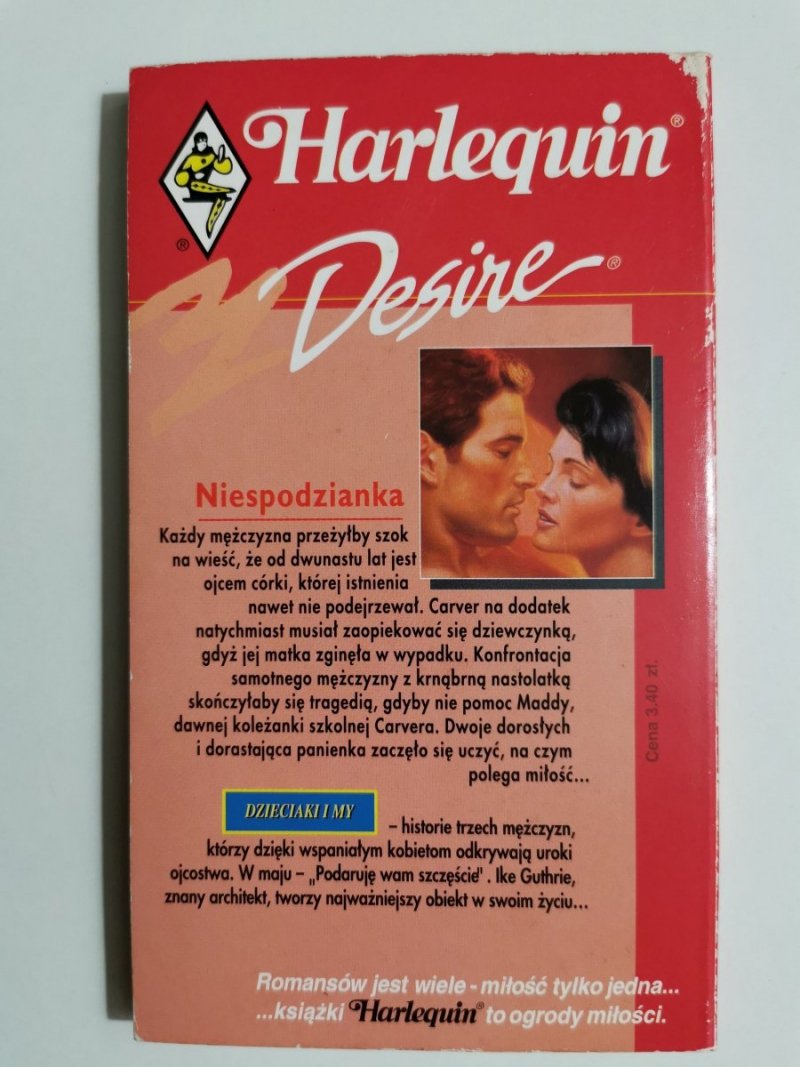 Harlequin®
®
Desire®
Niespodzianka
Każdy mężczyzna przeżyłby szok
na wieść, że od dwunastu lat jest
ojcem córki, której istnienia
nawet nie podejrzewał. Carver na dodatek
natychmiast musiał zaopiekować się dziewczynką,
gdyż jej matka zginęła w wypadku. Konfrontacja
samotnego mężczyzny z krnąbrną nastolatką
skończyłaby się tragedią, gdyby nie pomoc Maddy,
dawnej koleżanki szkolnej Carvera. Dwoje dorosłych
i dorastająca panienka zaczęło się uczyć, na czym
polega miłość...
Cena 3.40 zł.
DZIECIAKI I MY – historie trzech mężczyzn,
którzy dzięki wspaniałym kobietom odkrywają uroki
ojcostwa. W maju – „Podaruję wam szczęście'. Ike Guthrie,
znany architekt, tworzy najważniejszy obiekt w swoim życiu...
Romansów jest wiele - miłość tylko jedna...
...książki Harlequin® to ogrody miłości.